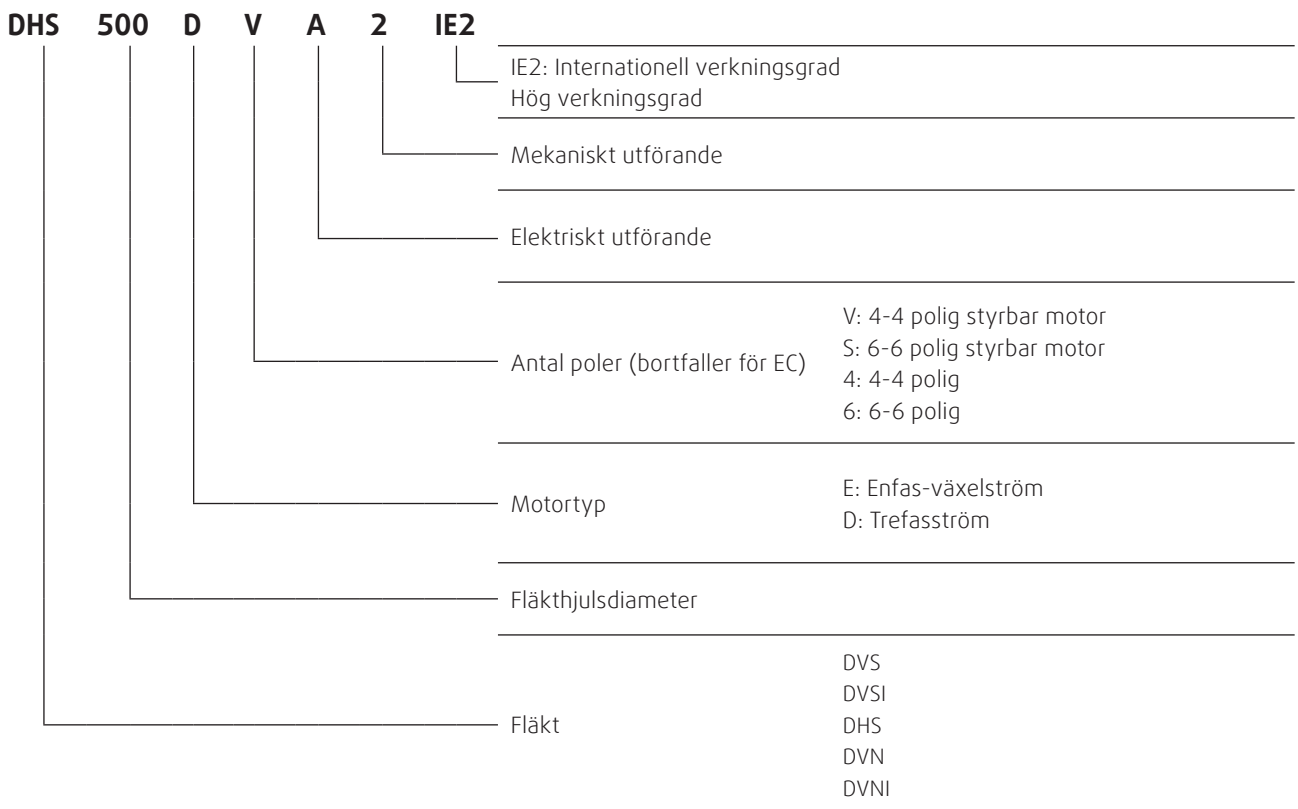 DHS 500 D V A 2 IE2
IE2: Internationell verkningsgrad
Hög verkningsgrad
Mekaniskt utförande
Elektriskt utförande
Antal poler (bortfaller för EC)
V: 4-4 polig styrbar motor
S: 6-6 polig styrbar motor
4: 4-4 polig
6: 6-6 polig
Motortyp
E: Enfas-växelström
D: Trefasström
Fläkthjulsdiameter
Fläkt
DVS
DVSI
DHS
DVN
DVNI